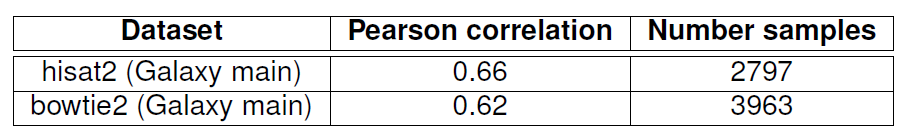 Dataset Pearson correlation Number samples
hisat2 (Galaxy main) 0.66 2797
bowtie2 (Galaxy main) 0.62 3963